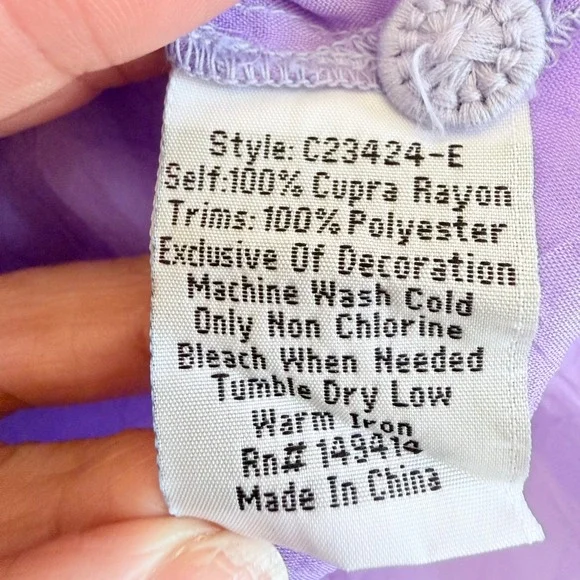 Style: C23424-E
Self:100% Cupra Rayon
Trims: 100% Polyester
Exclusive Of Decoration
Machine Wash Cold
Only Non Chlorine
Bleach When Needed
Tumble Dry Low
Warm Iron
Rn# 149414
Made In China